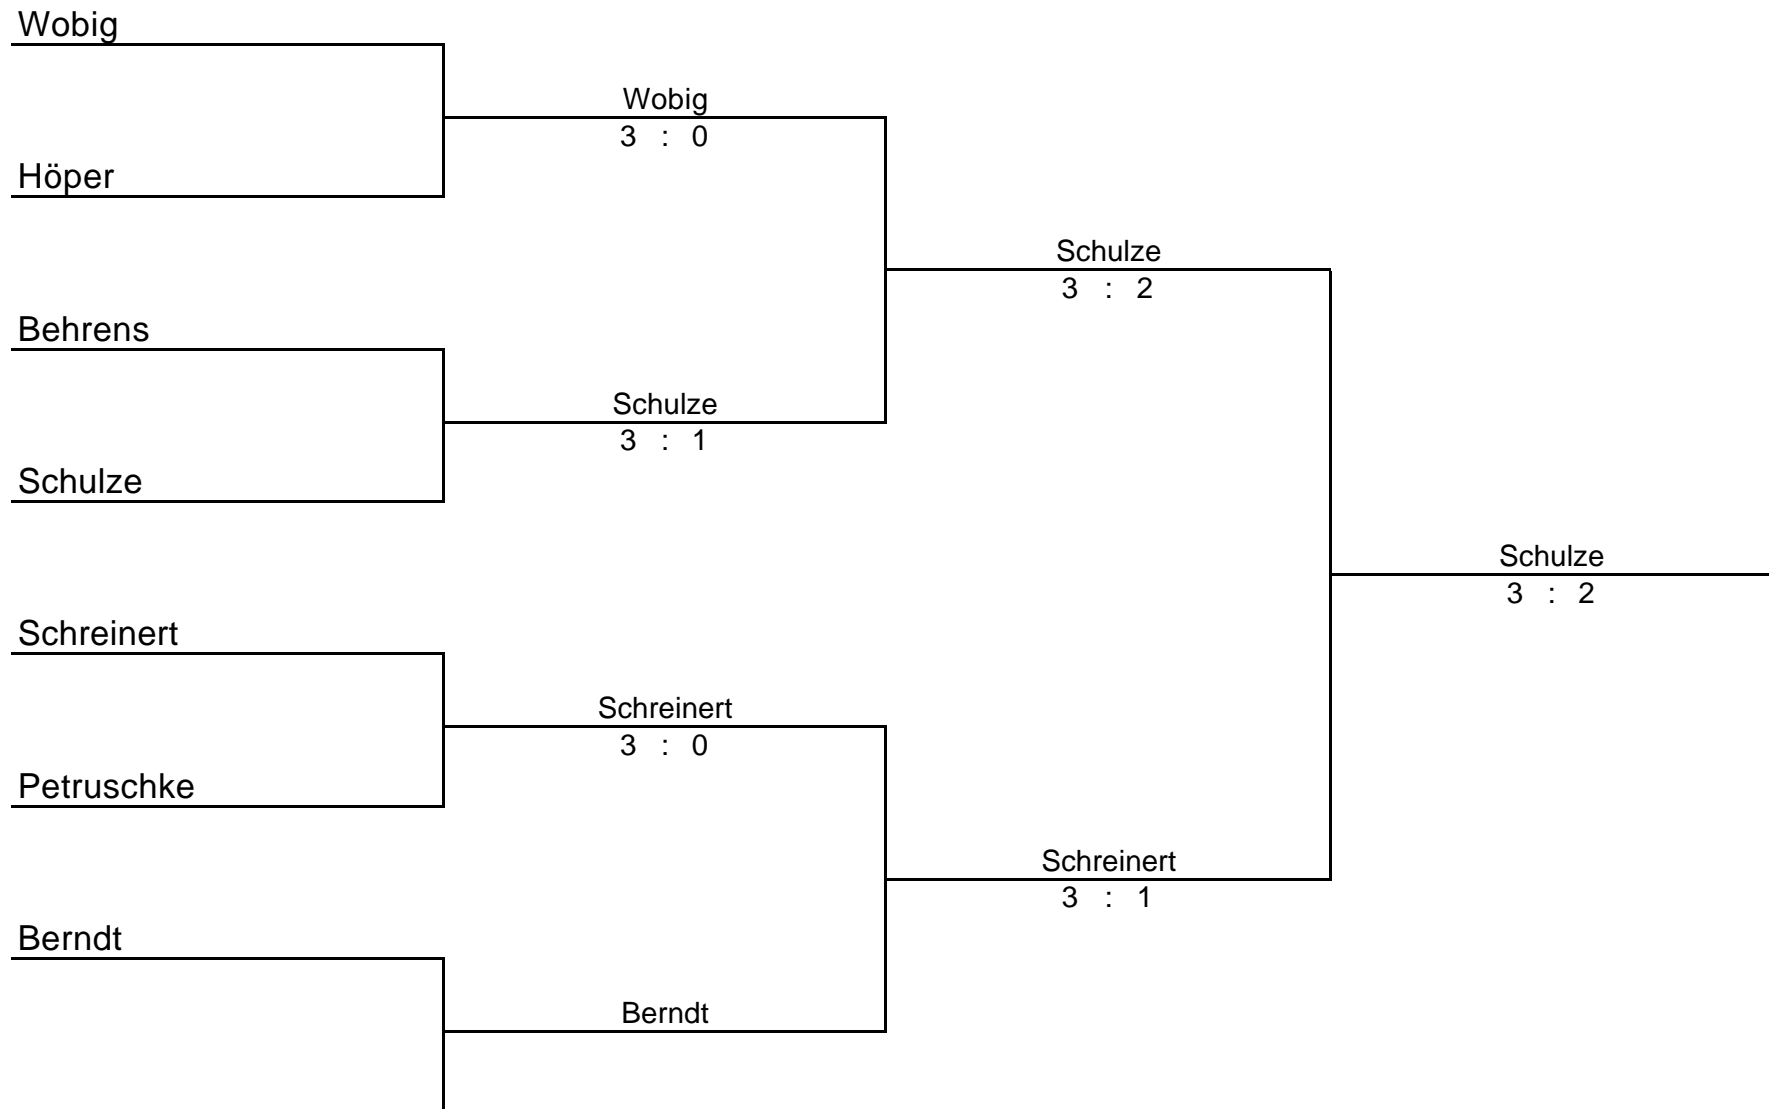 Wobig
Wobig
3 : 0
Höper
Schulze
3 : 2
Behrens
Schulze
3 : 1
Schulze
Schulze
3 : 2
Schreinert
Schreinert
3 : 0
Petruschke
Schreinert
3 : 1
Berndt
Berndt